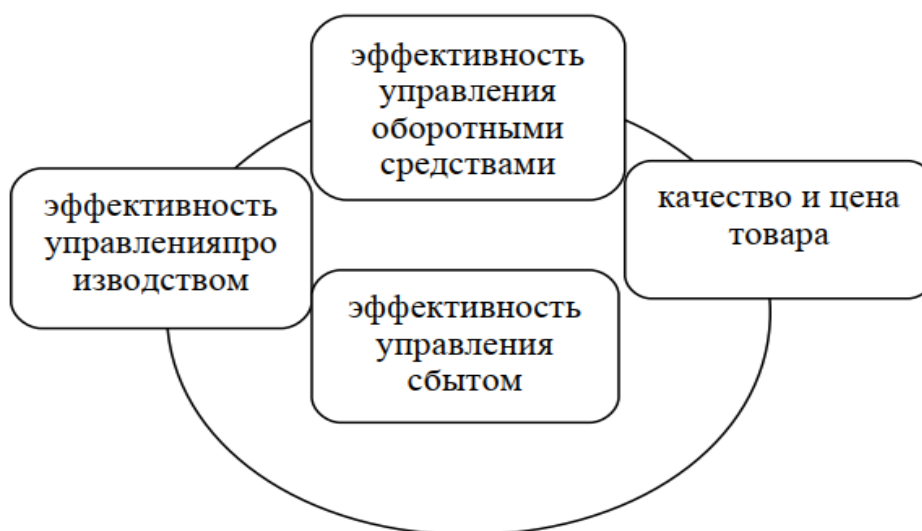 эффективность
управления
оборотными
средствами
эффективность
управленияпро
изводством
качество и цена
товара
эффективность
управления
сбытом